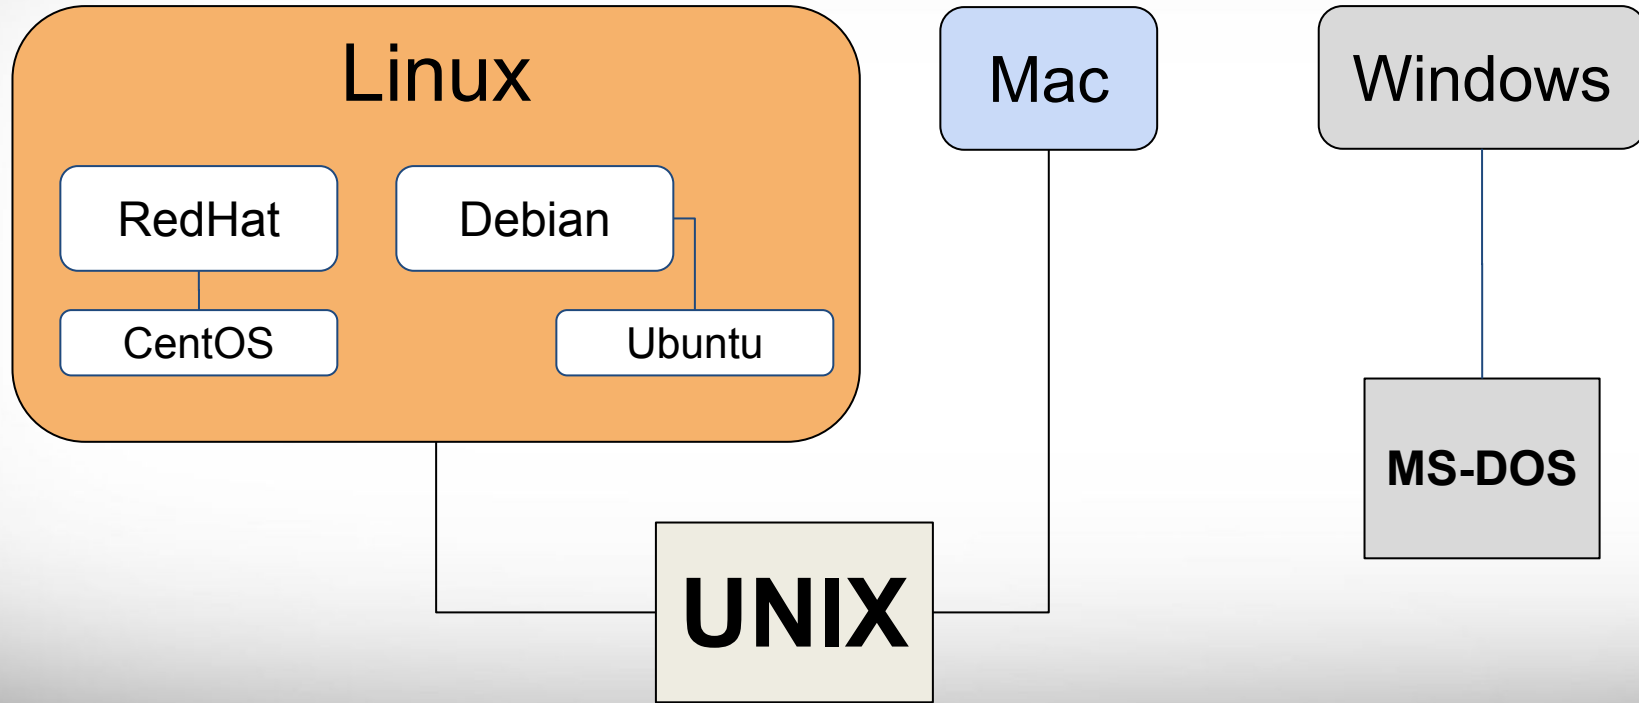 Linux
Mac
Windows
RedHat
Debian
CentOS
Ubuntu
MS-DOS
UNIX